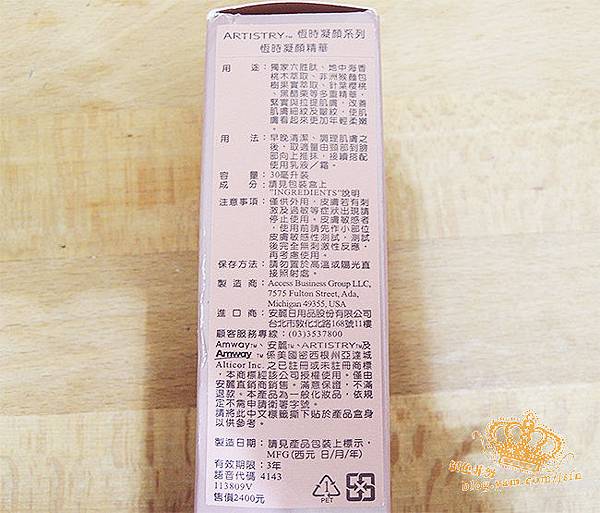 ARTISTRY™ 恆時凝顏系列
恆時凝顏精華
用　途：獨家六胜肽、地中海香
桃木萃取、非洲猴麵包
樹果實萃取、針葉櫻桃
、黑醋栗等多重精華，
緊實與拉提肌膚，改善
肌膚細紋及皺紋，使肌
膚看起來更加年輕柔嫩
。
用　法：早晚清潔、調理肌膚之
後，取適量由頸部到臉
部向上推抹，接續搭配
使用乳液／霜。
容　量：30毫升裝
成　分：請見包裝盒上
"INGREDIENTS"說明
注意事項：僅供外用，皮膚若有刺
激及過敏等症狀出現請
停止使用。皮膚敏感者
，使用前請先作小部位
皮膚敏感性測試，測試
後完全無刺激性反應，
再考慮使用。
保存方法：請勿置於高溫或陽光直
接照射處。
製 造 商：Access Business Group LLC,
7575 Fulton Street, Ada,
Michigan 49355, USA
進 口 商：安麗日用品股份有限公司
台北市敦化北路168號11樓
顧客服務專線：(03)3537800
Amway™、安麗™、ARTISTRY™及
Amway™ 係美國密西根州亞達城
Alticor Inc. 之已註冊或未註冊商標
，本商標經該公司授權使用。僅由
安麗直銷商銷售。滿意保證，不滿
退款。本產品為一般化妝品，依規
定不需申請衛署字號。
請將此中文標籤撕下貼於產品盒身
以供參考。
製造日期：請見產品包裝上標示，
MFG(西元 日/月/年)
有效期限：3年
語音代碼：4143
113809V
售價2400元
PET
blog.yam.com/jsin